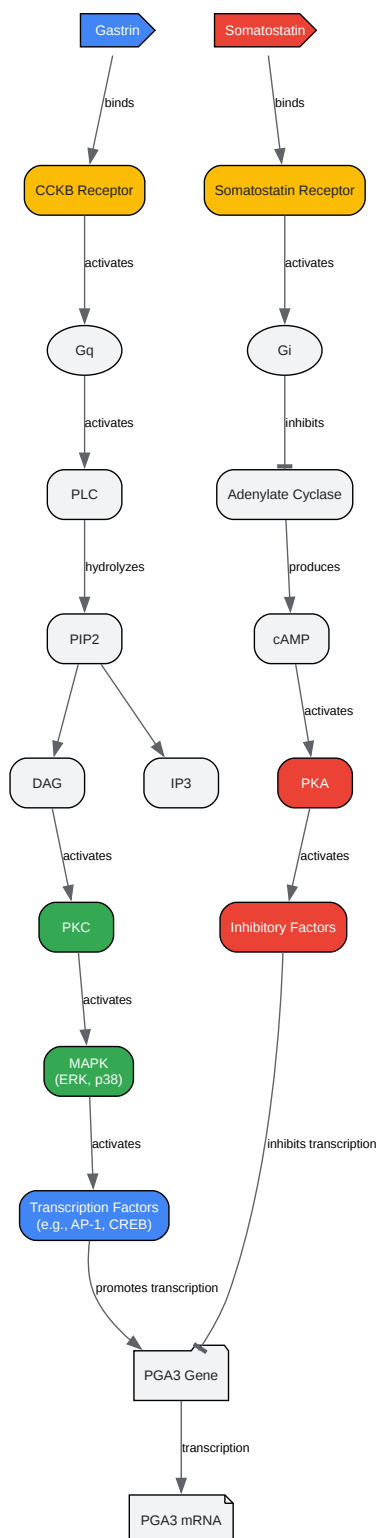 Gastrin
Somatostatin
binds
binds
CCKB Receptor
Somatostatin Receptor
activates
activates
Gq
Gi
activates
inhibits
PLC
Adenylate Cyclase
hydrolyzes
produces
PIP2
cAMP
activates
DAG
IP3
PKA
activates
activates
PKC
Inhibitory Factors
activates
MAPK
(ERK, p38)
activates
inhibits transcription
Transcription Factors
(e.g., AP-1, CREB)
promotes transcription
PGA3 Gene
transcription
PGA3 mRNA